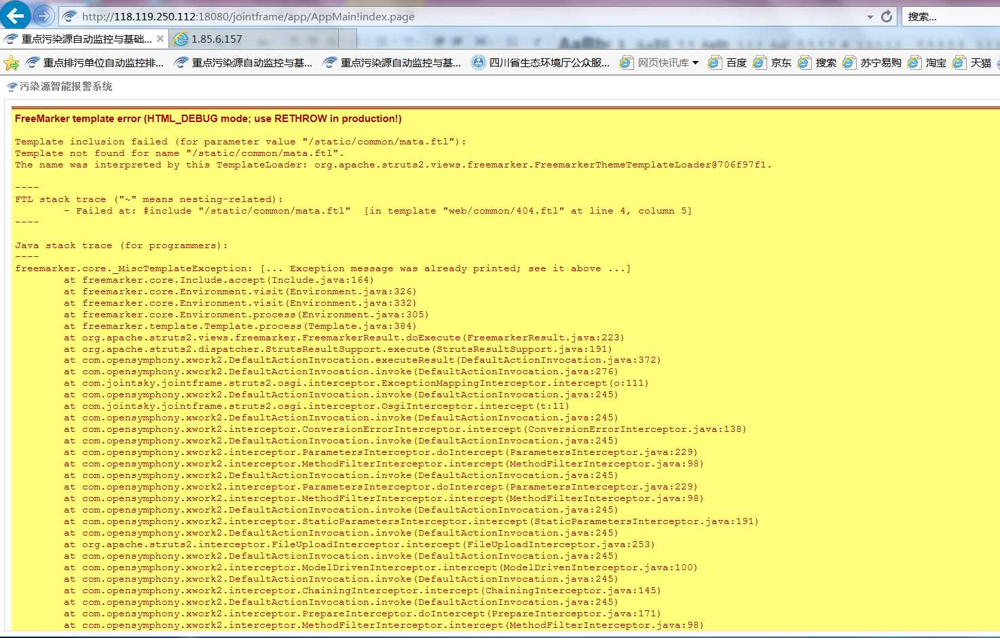 http://118.119.250.112:18080/jointframe/app/AppMain!index.page
搜索...
重点污染源自动监控与基础...
1.85.6.157
重点排污单位自动监控排...
重点污染源自动监控与基...
重点污染源自动监控与基...
四川省生态环境厅公众服...
网页快讯库
百度
京东
搜索
苏宁易购
淘宝
天猫
污染源智能报警系统
FreeMarker template error (HTML_DEBUG mode; use RETHROW in production!)
Template inclusion failed (for parameter value "/static/common/mata.ftl"):
Template not found for name "/static/common/mata.ftl".
The name was interpreted by this TemplateLoader: org.apache.struts2.views.freemarker.FreemarkerThemeTemplateLoader@706f97f1.
----
FTL stack trace ("~" means nesting-related):
- Failed at: #include "/static/common/mata.ftl"  [in template "web/common/404.ftl" at line 4, column 5]
----
Java stack trace (for programmers):
----
freemarker.core._MiscTemplateException: [... Exception message was already printed; see it above ...]
at freemarker.core.Include.accept(Include.java:164)
at freemarker.core.Environment.visit(Environment.java:326)
at freemarker.core.Environment.visit(Environment.java:332)
at freemarker.core.Environment.process(Environment.java:305)
at freemarker.template.Template.process(Template.java:384)
at org.apache.struts2.views.freemarker.FreemarkerResult.doExecute(FreemarkerResult.java:223)
at org.apache.struts2.dispatcher.StrutsResultSupport.execute(StrutsResultSupport.java:191)
at com.opensymphony.xwork2.DefaultActionInvocation.executeResult(DefaultActionInvocation.java:372)
at com.opensymphony.xwork2.DefaultActionInvocation.invoke(DefaultActionInvocation.java:276)
at com.jointsky.jointframe.struts2.osgi.interceptor.ExceptionMappingInterceptor.intercept(o:111)
at com.opensymphony.xwork2.DefaultActionInvocation.invoke(DefaultActionInvocation.java:245)
at com.jointsky.jointframe.struts2.osgi.interceptor.OsgiInterceptor.intercept(t:11)
at com.opensymphony.xwork2.DefaultActionInvocation.invoke(DefaultActionInvocation.java:245)
at com.opensymphony.xwork2.interceptor.ConversionErrorInterceptor.intercept(ConversionErrorInterceptor.java:138)
at com.opensymphony.xwork2.DefaultActionInvocation.invoke(DefaultActionInvocation.java:245)
at com.opensymphony.xwork2.interceptor.ParametersInterceptor.doIntercept(ParametersInterceptor.java:229)
at com.opensymphony.xwork2.interceptor.MethodFilterInterceptor.intercept(MethodFilterInterceptor.java:98)
at com.opensymphony.xwork2.DefaultActionInvocation.invoke(DefaultActionInvocation.java:245)
at com.opensymphony.xwork2.interceptor.ParametersInterceptor.doIntercept(ParametersInterceptor.java:229)
at com.opensymphony.xwork2.interceptor.MethodFilterInterceptor.intercept(MethodFilterInterceptor.java:98)
at com.opensymphony.xwork2.DefaultActionInvocation.invoke(DefaultActionInvocation.java:245)
at com.opensymphony.xwork2.interceptor.StaticParametersInterceptor.intercept(StaticParametersInterceptor.java:191)
at com.opensymphony.xwork2.DefaultActionInvocation.invoke(DefaultActionInvocation.java:245)
at org.apache.struts2.interceptor.FileUploadInterceptor.intercept(FileUploadInterceptor.java:253)
at com.opensymphony.xwork2.DefaultActionInvocation.invoke(DefaultActionInvocation.java:245)
at com.opensymphony.xwork2.interceptor.ModelDrivenInterceptor.intercept(ModelDrivenInterceptor.java:100)
at com.opensymphony.xwork2.DefaultActionInvocation.invoke(DefaultActionInvocation.java:245)
at com.opensymphony.xwork2.interceptor.ChainingInterceptor.intercept(ChainingInterceptor.java:145)
at com.opensymphony.xwork2.DefaultActionInvocation.invoke(DefaultActionInvocation.java:245)
at com.opensymphony.xwork2.interceptor.PrepareInterceptor.doIntercept(PrepareInterceptor.java:171)
at com.opensymphony.xwork2.interceptor.MethodFilterInterceptor.intercept(MethodFilterInterceptor.java:98)